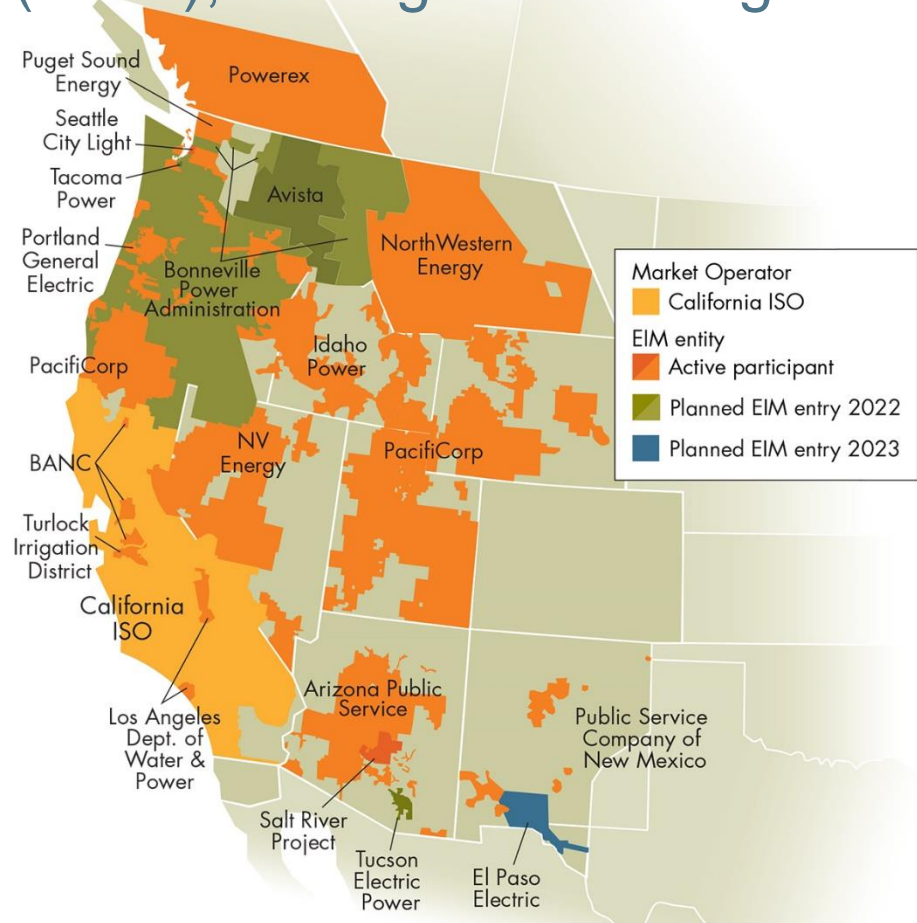 Puget Sound
Energy
Powerex
Seattle
City Light
Tacoma
Power
Avista
Portland
General
Electric
Bonneville
Power
Administration
NorthWestern
Energy
Market Operator
California ISO
EIM entity
Active participant
Planned EIM entry 2022
Planned EIM entry 2023
PacifiCorp
Idaho
Power
NV
Energy
PacifiCorp
BANC
Turlock
Irrigation
District
California
ISO
Los Angeles
Dept. of
Water &
Power
Arizona Public
Service
Public Service
Company of
New Mexico
Salt River
Project
Tucson
Electric
Power
El Paso
Electric